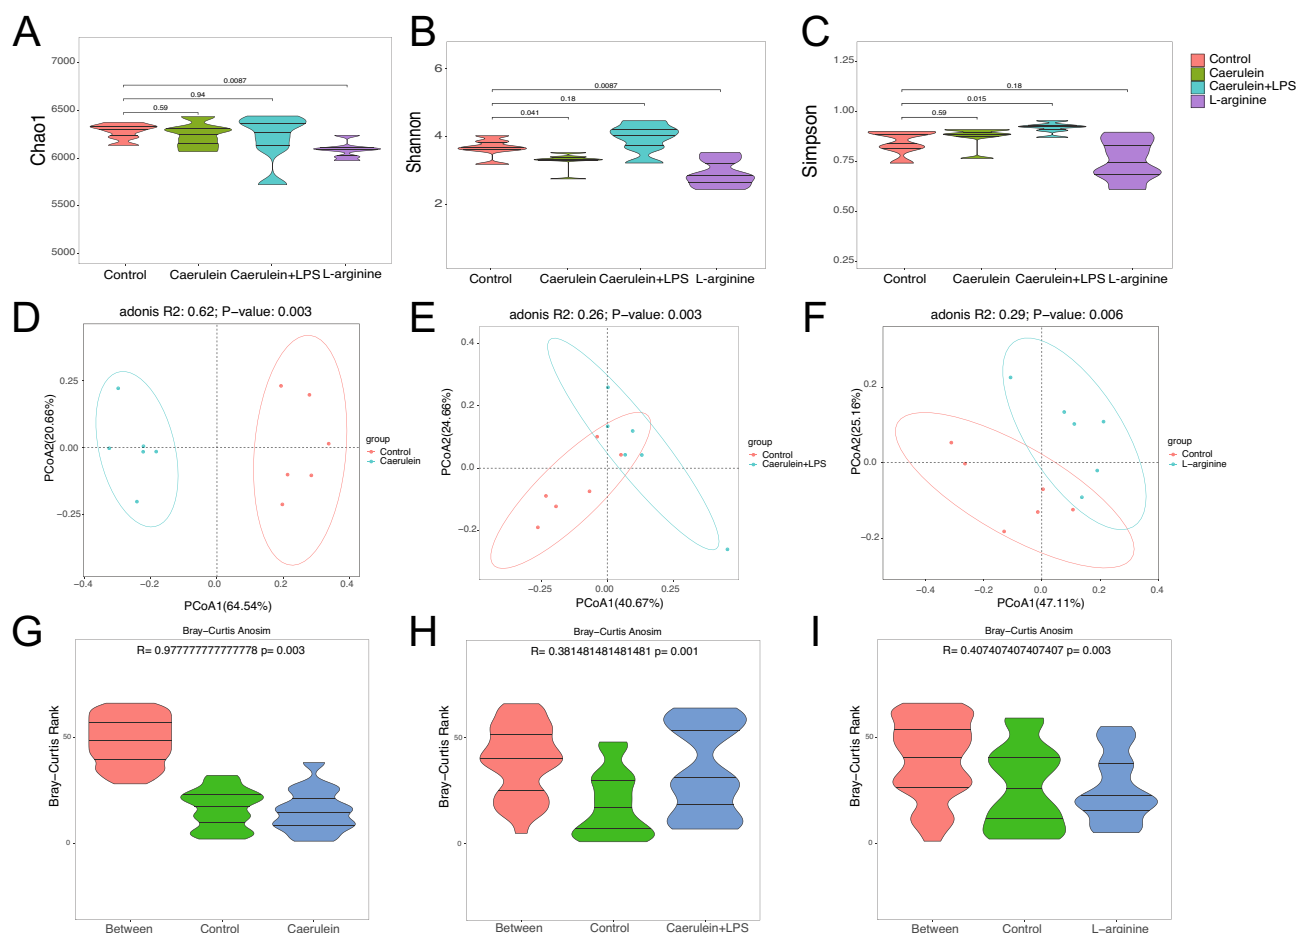 A
B
C
Chao1
7000
6500
6000
5500
5000
0.0087
0.94
0.59
Control
Caerulein
Caerulein+LPS
L-arginine
Shannon
6
4
2
0.0087
0.18
0.041
Control
Caerulein
Caerulein+LPS
L-arginine
Simpson
1.25
1.00
0.75
0.50
0.25
0.18
0.015
0.59
Control
Caerulein
Caerulein+LPS
L-arginine
Control
Caerulein
Caerulein+LPS
L-arginine
D
adonis R2: 0.62; P−value: 0.003
PCoA2(20.66%)
0.25
0.00
−0.25
−0.4
−0.2
0.0
0.2
0.4
PCoA1(64.54%)
group
Control
Caerulein
E
adonis R2: 0.26; P−value: 0.003
PCoA2(24.66%)
0.4
0.2
0.0
−0.2
−0.25
0.00
0.25
PCoA1(40.67%)
group
Control
Caerulein+LPS
F
adonis R2: 0.29; P−value: 0.006
PCoA2(25.16%)
0.2
0.0
−0.2
−0.4
−0.2
0.0
0.2
0.4
PCoA1(47.11%)
group
Control
L−arginine
G
Bray−Curtis Anosim
R= 0.977777777777778 p= 0.003
Bray−Curtis Rank
50
0
Between
Control
Caerulein
H
Bray−Curtis Anosim
R= 0.381481481481481 p= 0.001
Bray−Curtis Rank
50
0
Between
Control
Caerulein+LPS
I
Bray−Curtis Anosim
R= 0.407407407407407 p= 0.003
Bray−Curtis Rank
50
0
Between
Control
L−arginine